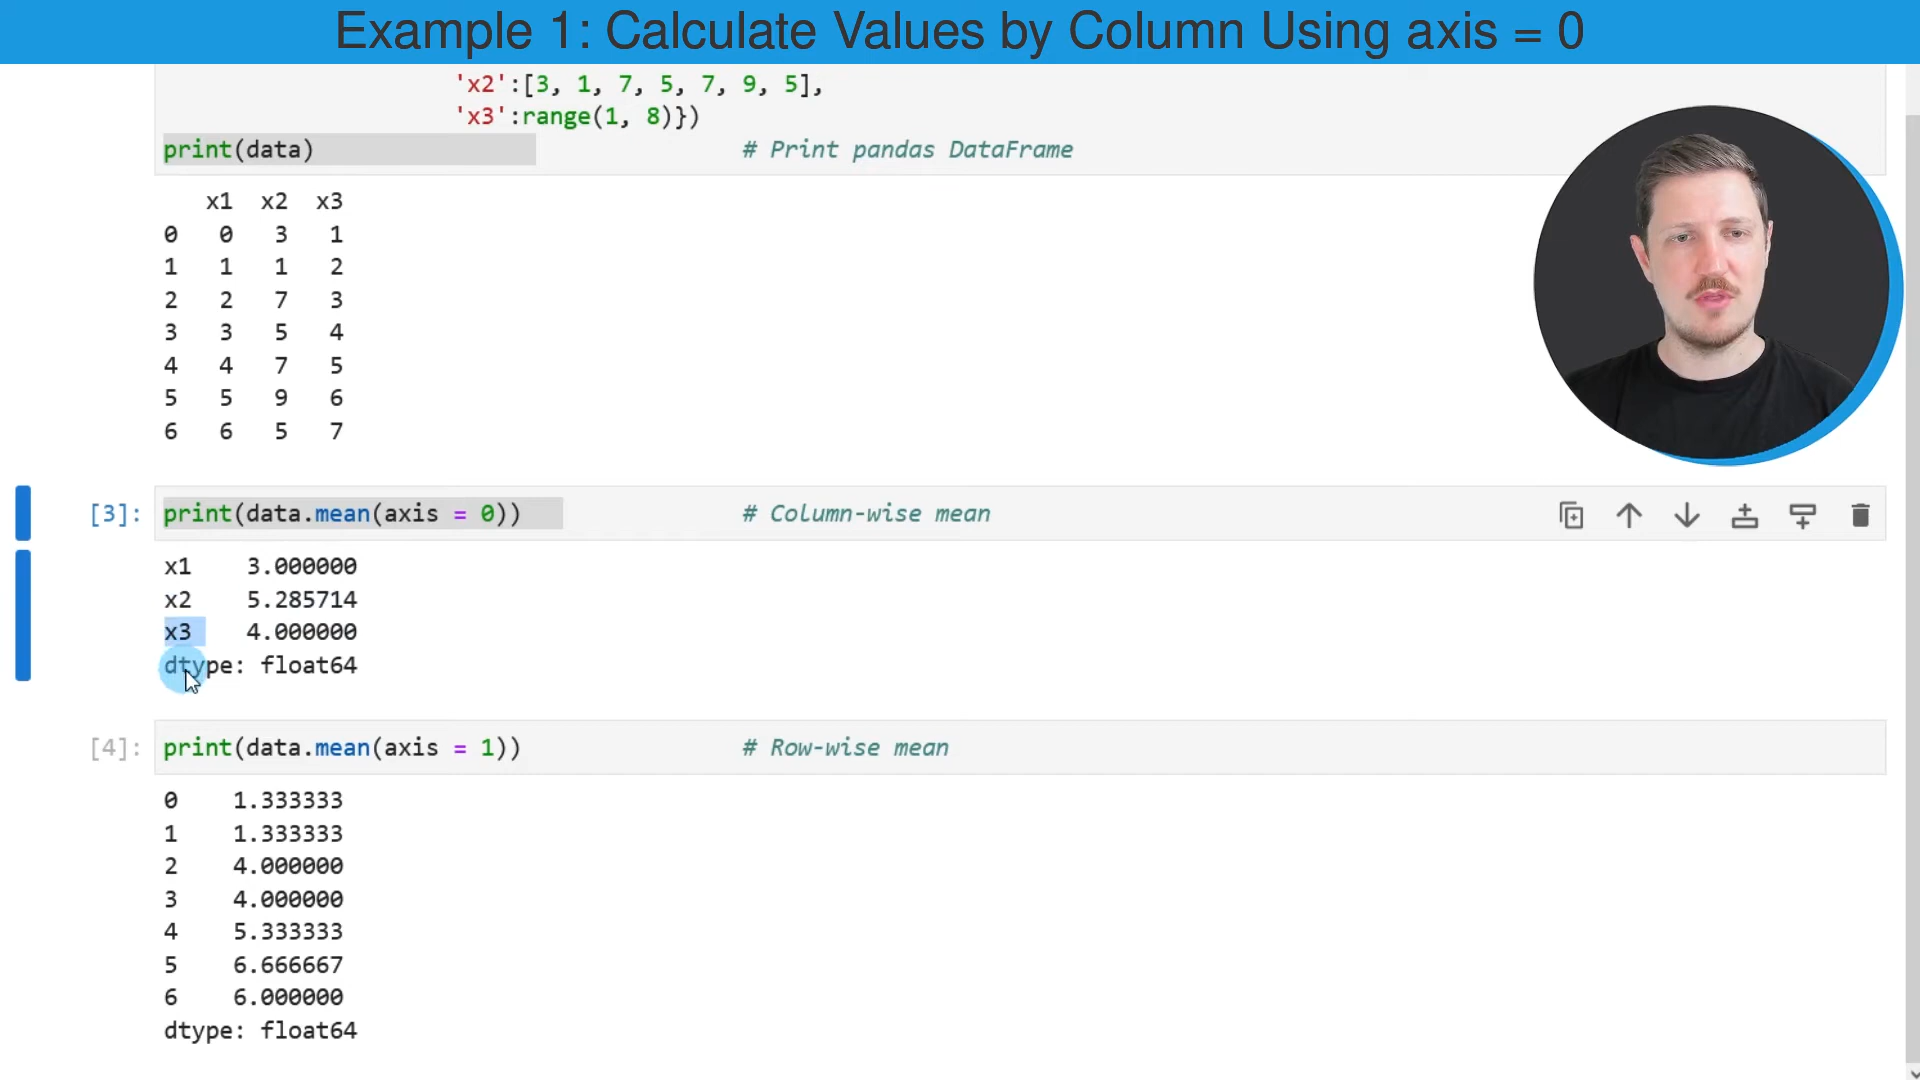 Example 1: Calculate Values by Column Using axis = 0
'x2':[3, 1, 7, 5, 7, 9, 5],
'x3':range(1, 8)})
print(data) # Print pandas DataFrame
x1 x2 x3
0 0 3 1
1 1 1 2
2 2 7 3
3 3 5 4
4 4 7 5
5 5 9 6
6 6 5 7
[3]: print(data.mean(axis = 0)) # Column-wise mean
x1 3.000000
x2 5.285714
x3 4.000000
dtype: float64
[4]: print(data.mean(axis = 1)) # Row-wise mean
0 1.333333
1 1.333333
2 4.000000
3 4.000000
4 5.333333
5 6.666667
6 6.000000
dtype: float64